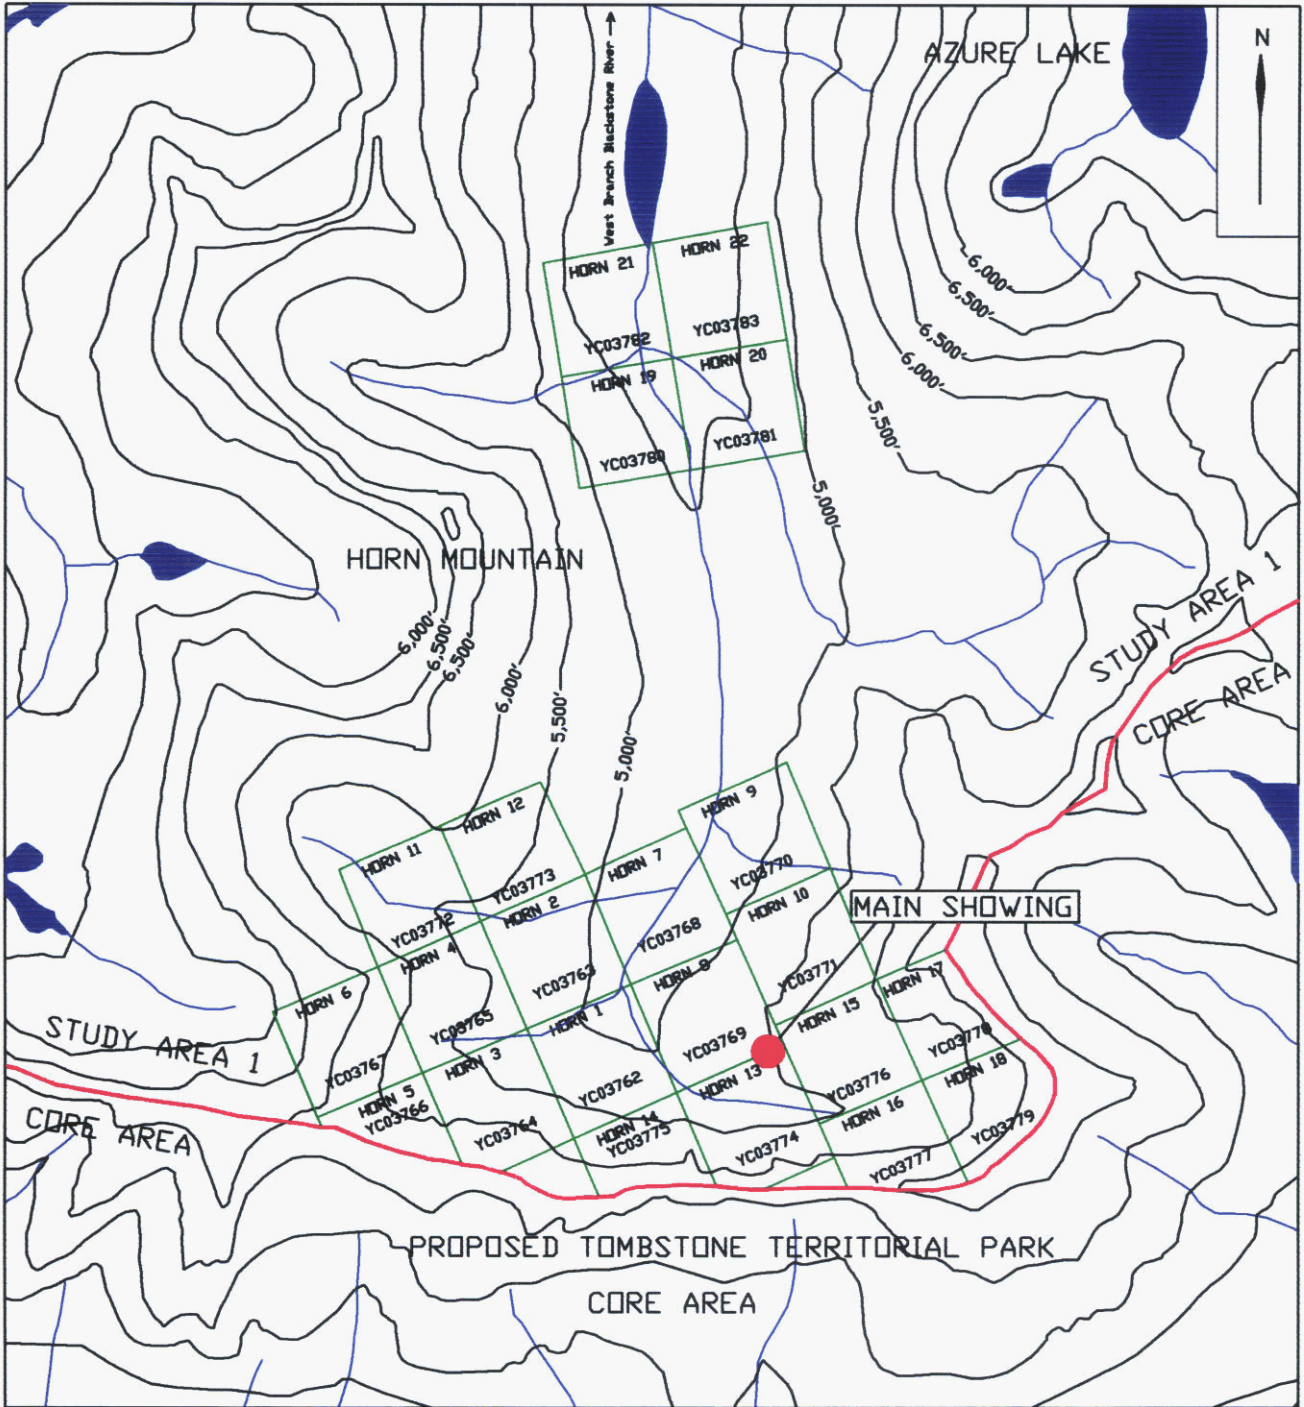 AZURE LAKE
N
West Branch Blackstone River
HORN 21
HORN 22
YC03782
YC03783
HORN 19
HORN 20
YC03780
YC03781
6,000'
6,500'
6,500'
6,000'
5,500'
5,000'
HORN MOUNTAIN
6,000'
6,500'
6,500'
6,000'
5,500'
5,000'
STUDY AREA 1
CORE AREA
HORN 9
HORN 12
HORN 11
HORN 7
YC03770
YC03773
HORN 2
HORN 10
MAIN SHOWING
YC03772
HORN 4
YC03768
YC03763
HORN 8
YC03771
HORN 17
HORN 6
HORN 1
HORN 15
YC03765
YC03769
YC03778
STUDY AREA 1
HORN 3
YC03767
HORN 13
HORN 18
YC03762
YC03776
HORN 5
YC03766
HORN 16
CORE AREA
YC03764
HORN 14
YC03775
YC03774
YC03779
YC03777
PROPOSED TOMBSTONE TERRITORIAL PARK
CORE AREA